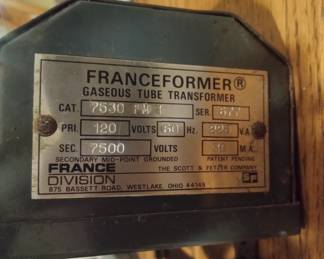 FRANCEFORMER®
GASEOUS TUBE TRANSFORMER
CAT. 7530 SER.
PRI. 120 VOLTS 60 Hz. 225 V.A.
SEC. 7500 VOLTS 30 M.A.
SECONDARY MID-POINT GROUNDED PATENT PENDING
FRANCE THE SCOTT & FETZER COMPANY
DIVISION
875 BASSETT ROAD, WESTLAKE, OHIO 44145